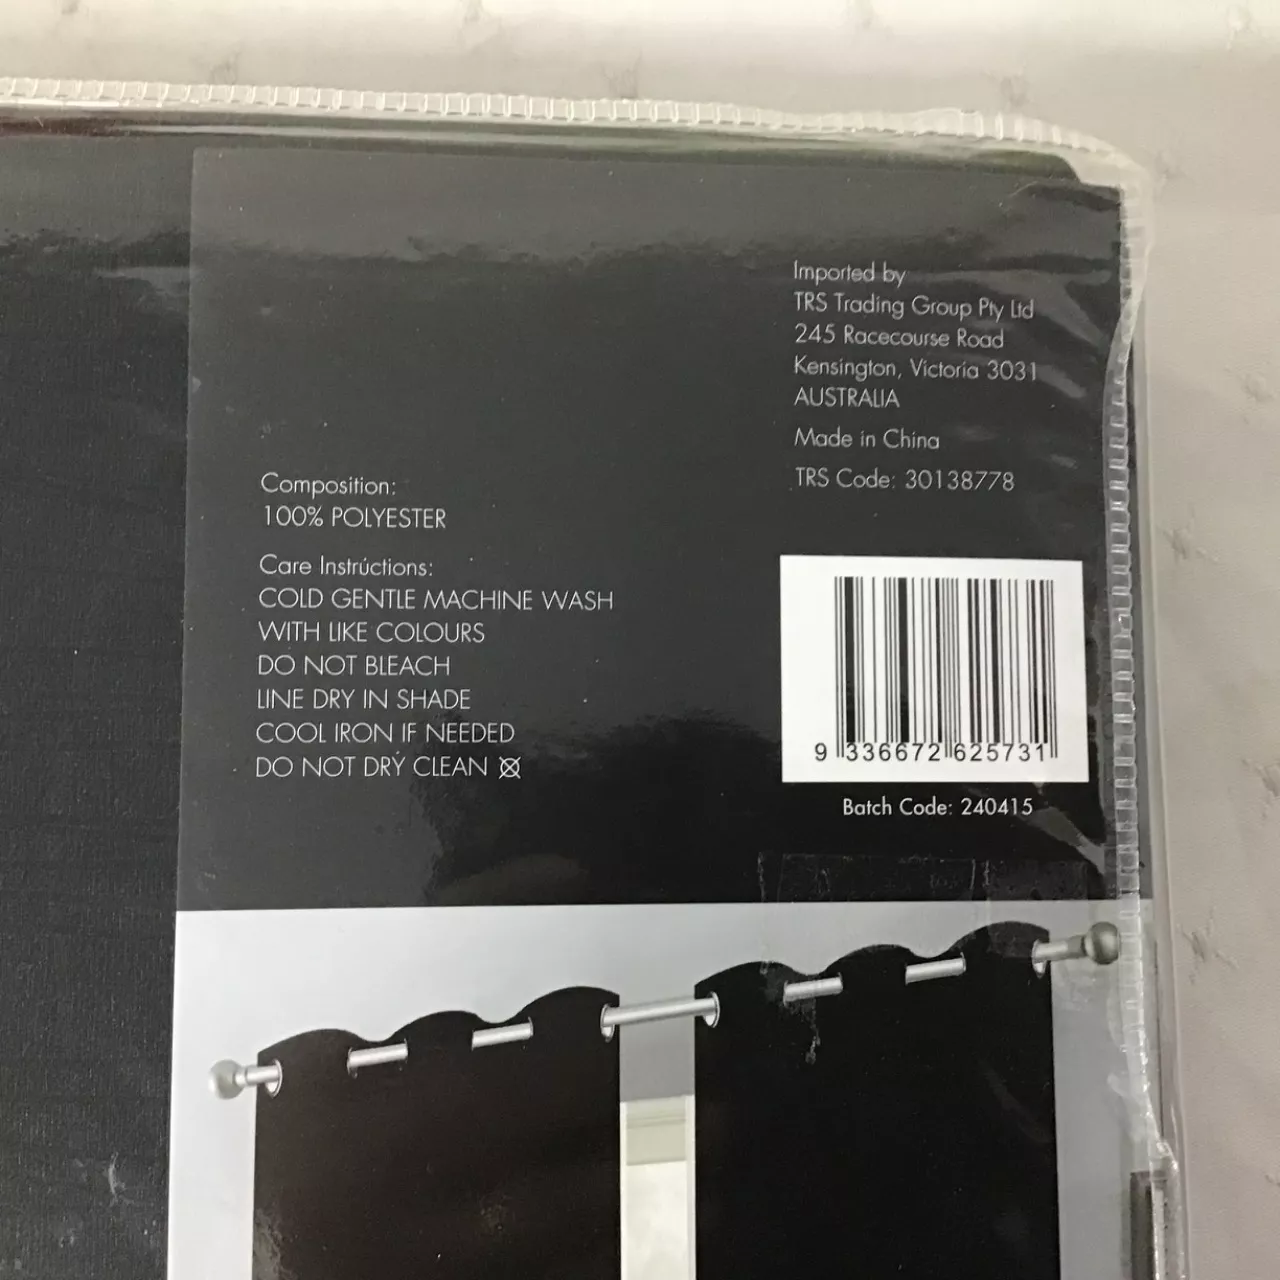 Imported by
TRS Trading Group Pty Ltd
245 Racecourse Road
Kensington, Victoria 3031
AUSTRALIA
Made in China
TRS Code: 30138778
Composition:
100% POLYESTER
Care Instructions:
COLD GENTLE MACHINE WASH
WITH LIKE COLOURS
DO NOT BLEACH
LINE DRY IN SHADE
COOL IRON IF NEEDED
DO NOT DRY CLEAN
9 336672 625731
Batch Code: 240415